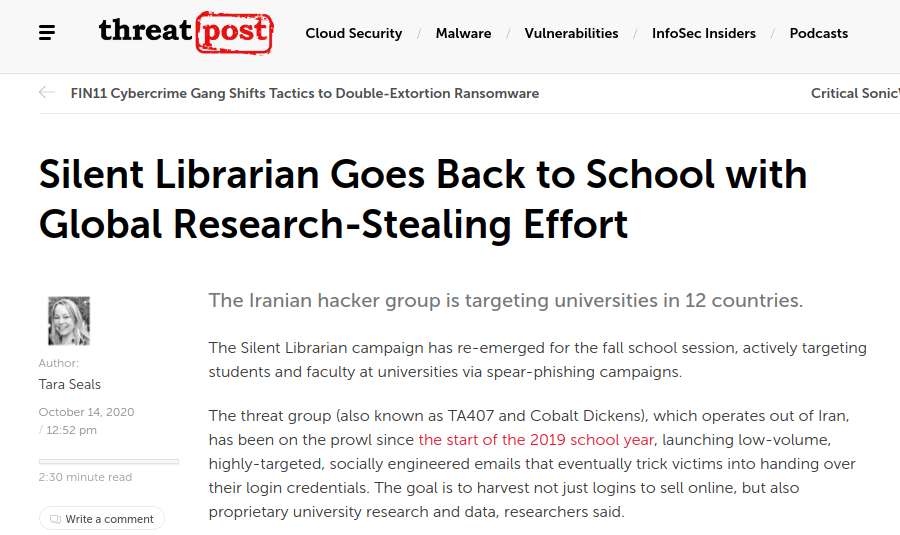 threatpost
Cloud Security / Malware / Vulnerabilities / InfoSec Insiders / Podcasts
FIN11 Cybercrime Gang Shifts Tactics to Double-Extortion Ransomware
Critical Sonic
Silent Librarian Goes Back to School with
Global Research-Stealing Effort
Author:
Tara Seals
October 14, 2020
/ 12:52 pm
2:30 minute read
Write a comment
The Iranian hacker group is targeting universities in 12 countries.
The Silent Librarian campaign has re-emerged for the fall school session, actively targeting
students and faculty at universities via spear-phishing campaigns.
The threat group (also known as TA407 and Cobalt Dickens), which operates out of Iran,
has been on the prowl since the start of the 2019 school year, launching low-volume,
highly-targeted, socially engineered emails that eventually trick victims into handing over
their login credentials. The goal is to harvest not just logins to sell online, but also
proprietary university research and data, researchers said.